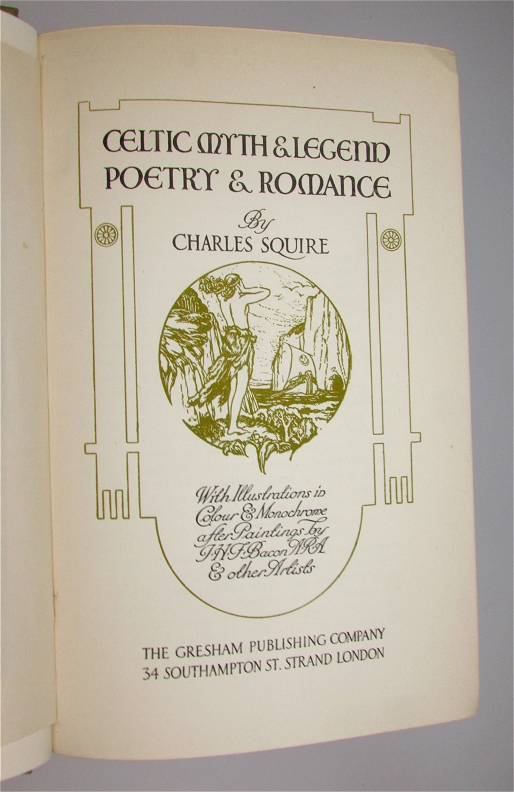 CELTIC MYTH & LEGEND
POETRY & ROMANCE
By
CHARLES SQUIRE
With Illustrations in
Colour & Monochrome
after Paintings by
J.H.F. Bacon A.R.A
& other Artists
THE GRESHAM PUBLISHING COMPANY
34 SOUTHAMPTON ST. STRAND LONDON